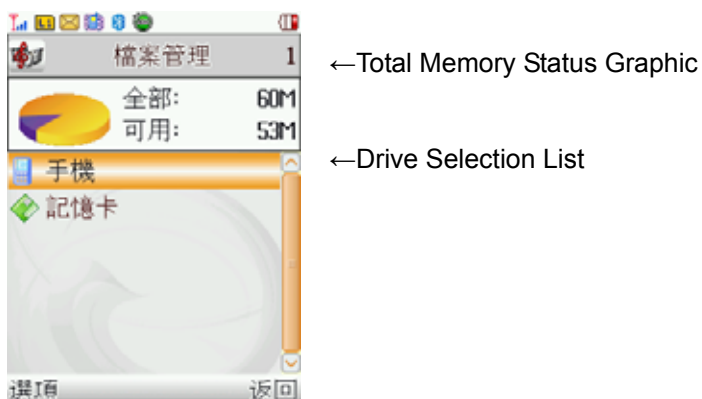 檔案管理 1
←Total Memory Status Graphic
全部: 60M
可用: 53M
手機
←Drive Selection List
記憶卡
選項 返回